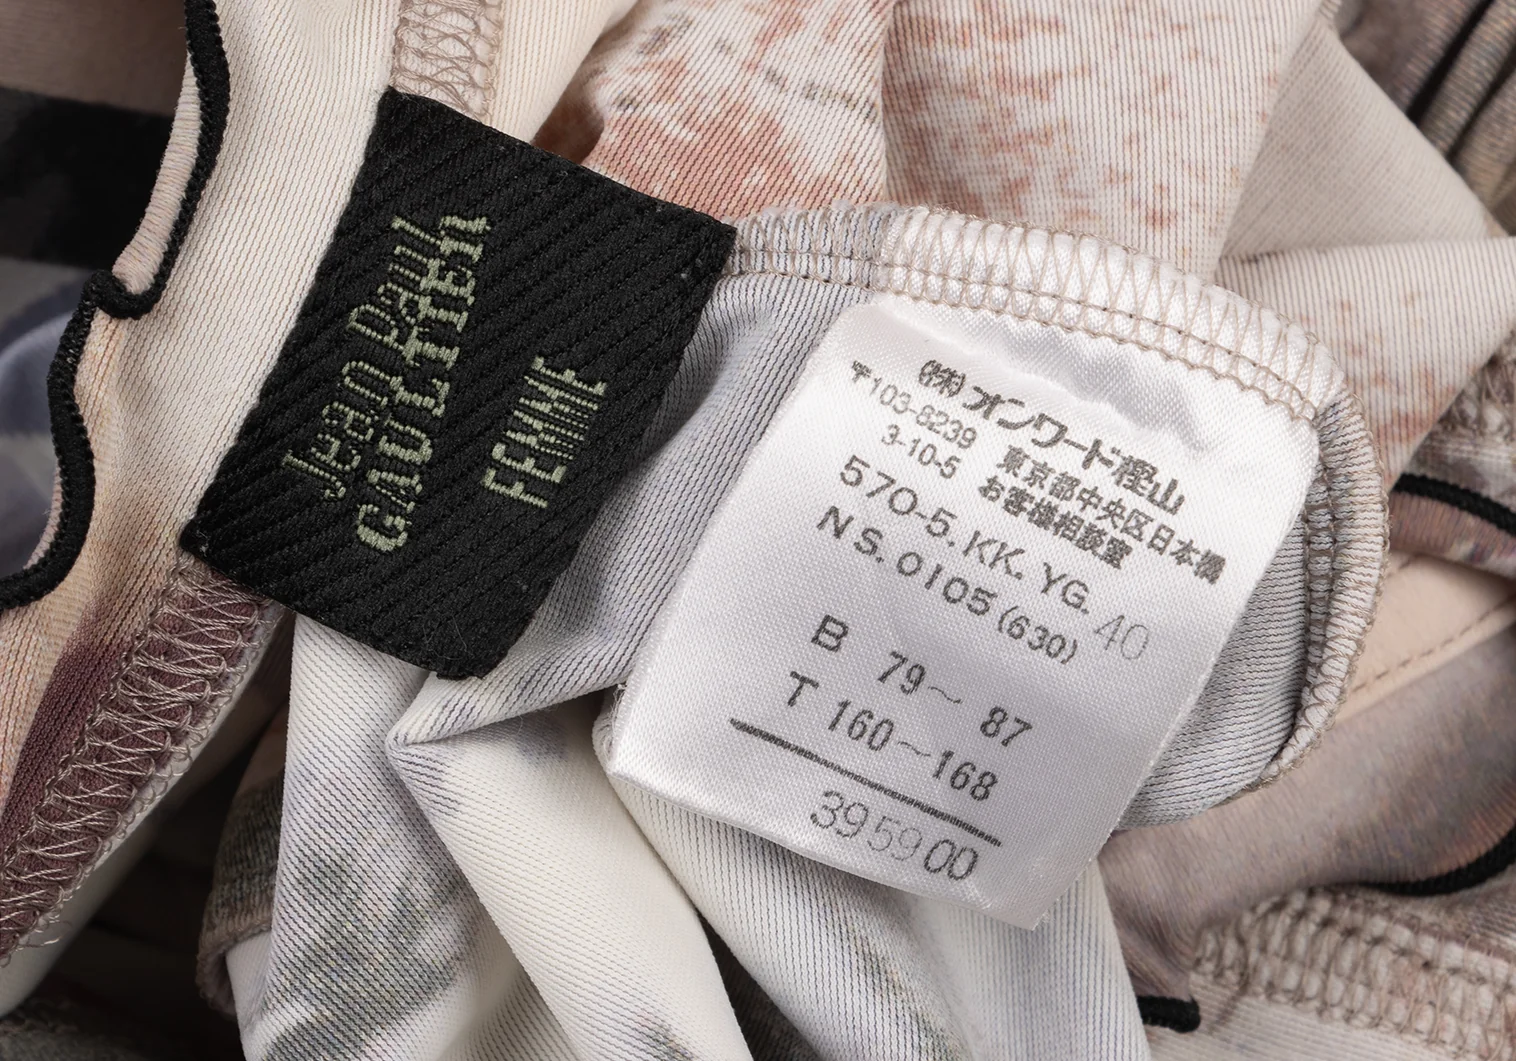 Jean Paul
GAULTIER
FEMME
(株)オンワード樫山
〒103-8239 東京都中央区日本橋
3-10-5 お客様相談室
570-5. KK. YG. 40
NS. 0105 (630)
B 79~ 87
T 160~168
395900